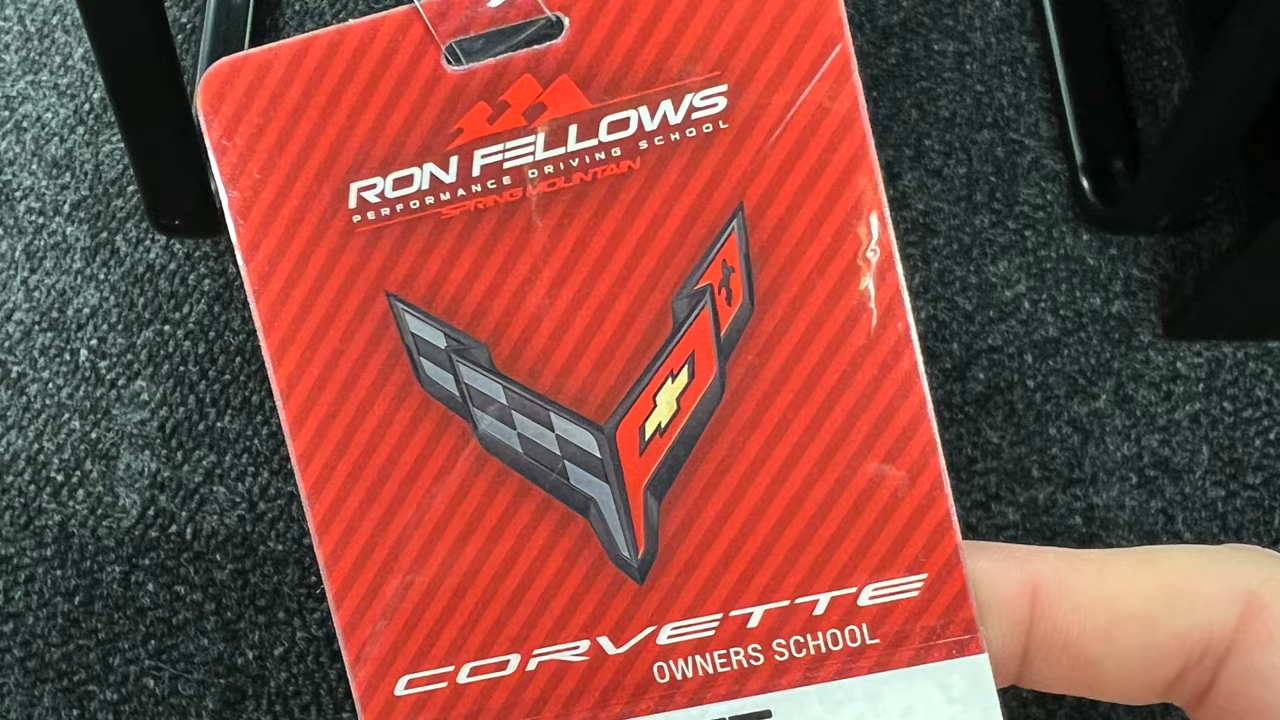 RON FELLOWS
PERFORMANCE DRIVING SCHOOL
SPRING MOUNTAIN
CORVETTE
OWNERS SCHOOL